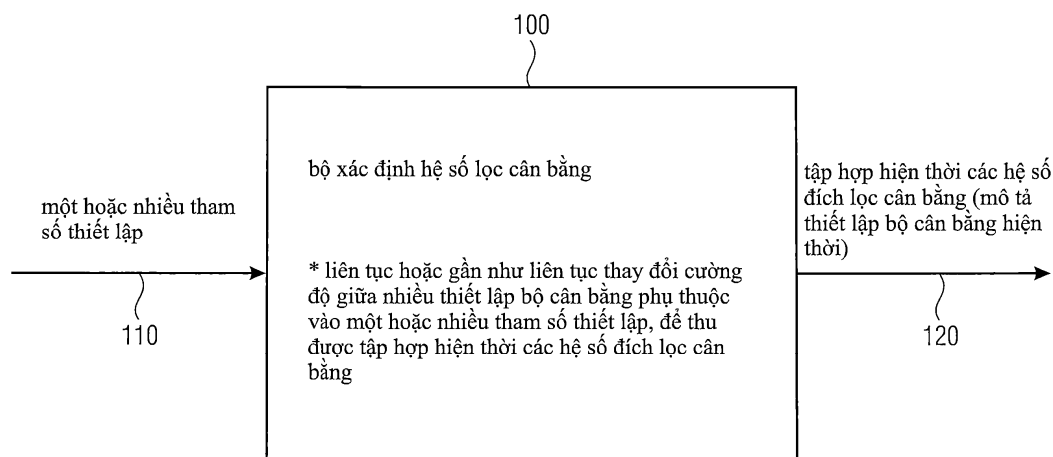 100
một hoặc nhiều tham
số thiết lập
110
bộ xác định hệ số lọc cân bằng
* liên tục hoặc gần như liên tục thay đổi cường
độ giữa nhiều thiết lập bộ cân bằng phụ thuộc
vào một hoặc nhiều tham số thiết lập, để thu
được tập hợp hiện thời các hệ số đích lọc cân
bằng
tập hợp hiện thời các hệ số
đích lọc cân bằng (mô tả
thiết lập bộ cân bằng hiện
thời)
120